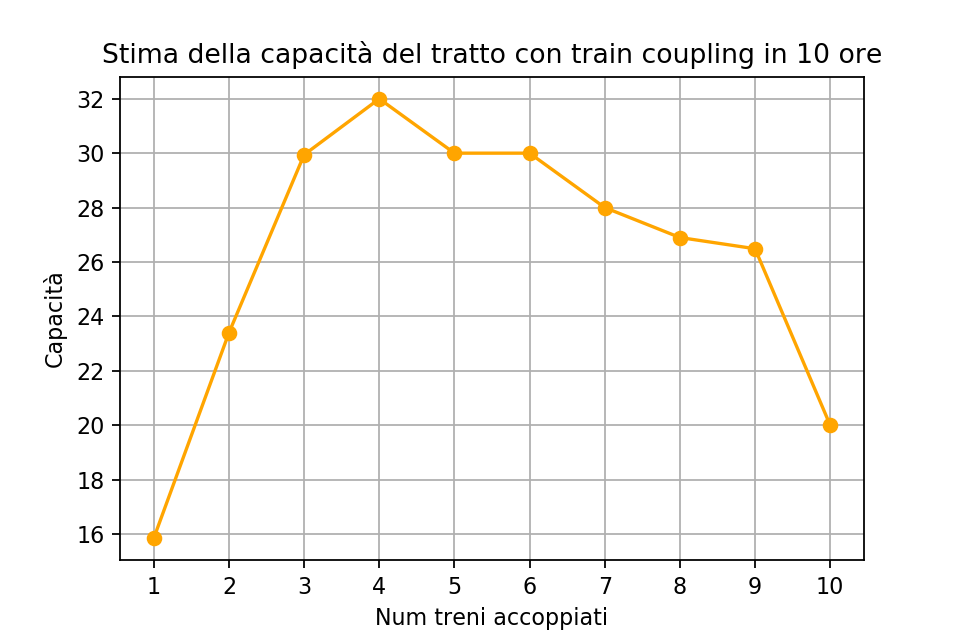 Stima della capacità del tratto con train coupling in 10 ore
32
30
28
26
24
22
20
18
16
Capacità
1 2 3 4 5 6 7 8 9 10
Num treni accoppiati